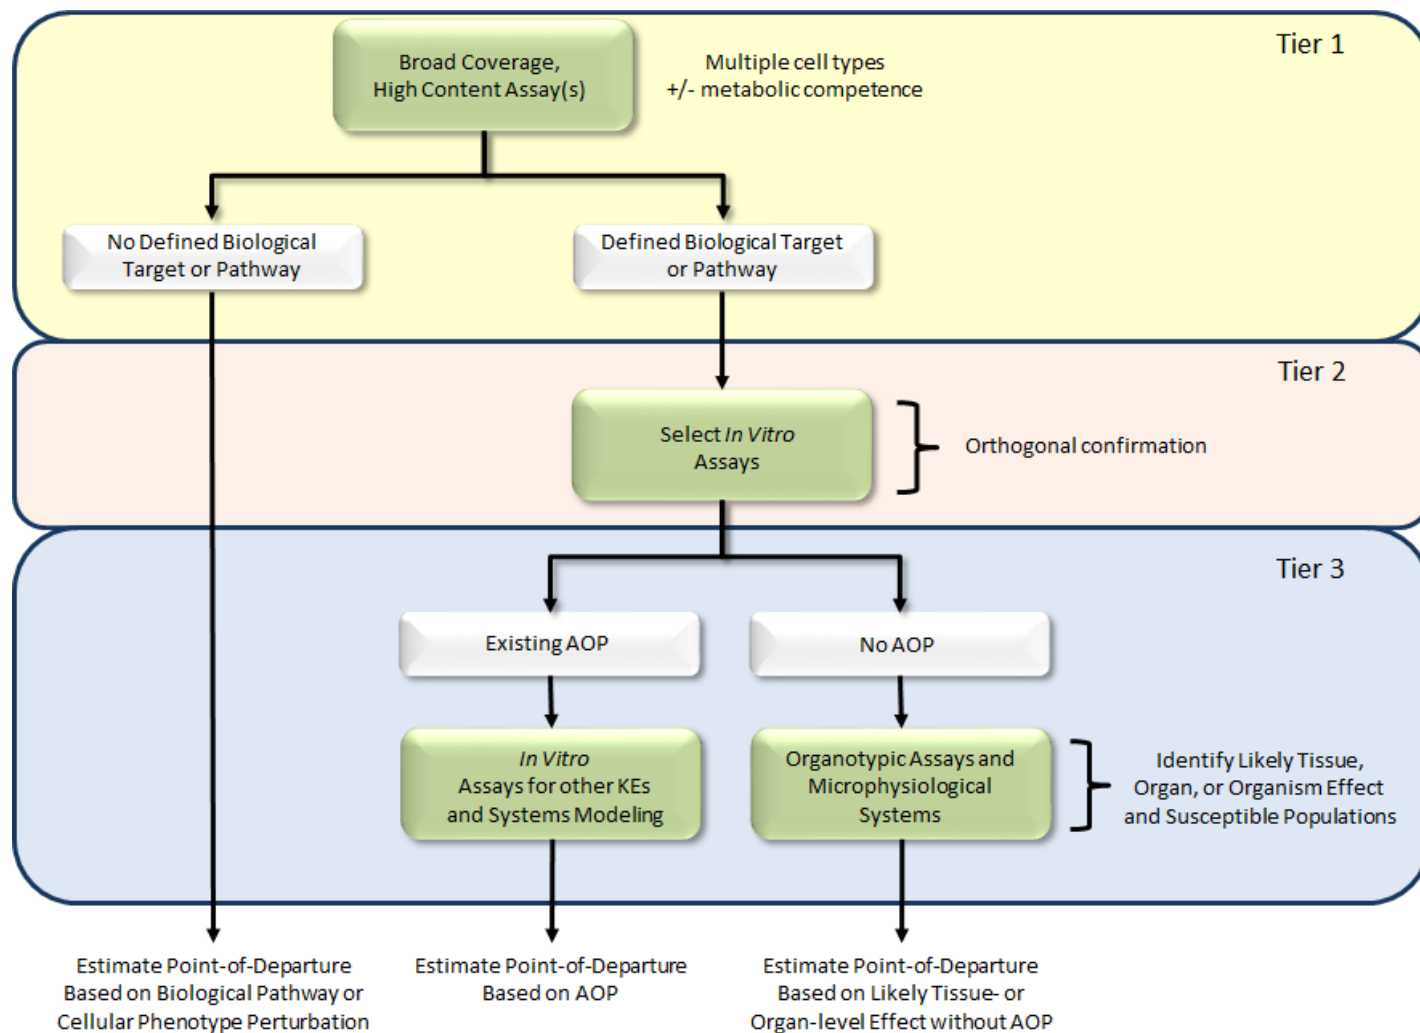 Tier 1
Broad Coverage,
High Content Assay(s)
Multiple cell types
+/- metabolic competence
No Defined Biological
Target or Pathway
Defined Biological Target
or Pathway
Tier 2
Select In Vitro
Assays
Orthogonal confirmation
Tier 3
Existing AOP
No AOP
In Vitro
Assays for other KEs
and Systems Modeling
Organotypic Assays and
Microphysiological
Systems
Identify Likely Tissue,
Organ, or Organism Effect
and Susceptible Populations
Estimate Point-of-Departure
Based on Biological Pathway or
Cellular Phenotype Perturbation
Estimate Point-of-Departure
Based on AOP
Estimate Point-of-Departure
Based on Likely Tissue- or
Organ-level Effect without AOP